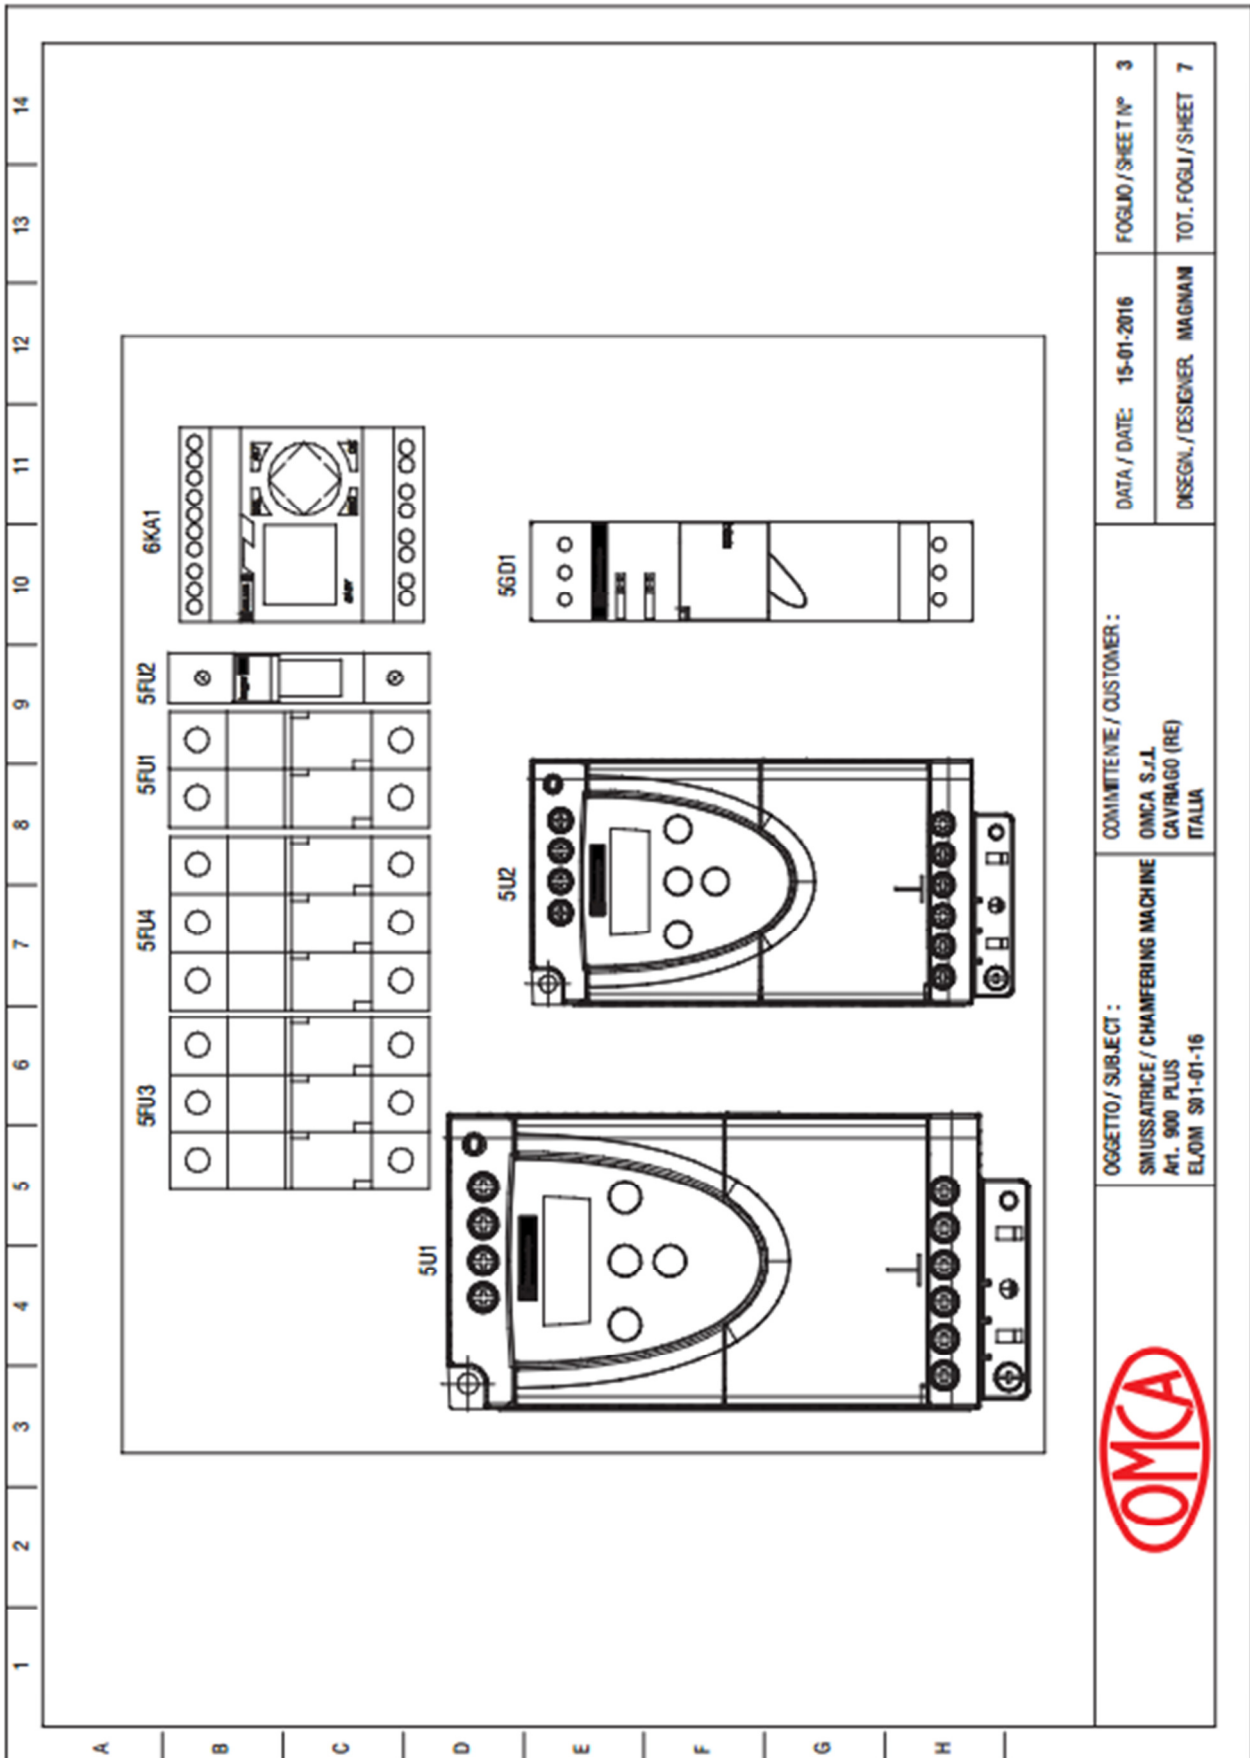 1 2 3 4 5 6 7 8 9 10 11 12 13 14
A
B
C
D
E
F
G
H
5FU3 5FU4 5FU1 5FU2 6KA1
5U1 5U2 5GD1
OMCA
OGGETTO / SUBJECT :
SMUSSATRICE / CHAMFERING MACHINE
Art. 900 PLUS
EL/OM S01-01-16
COMMITTENTE / CUSTOMER :
OMCA S.r.l.
CAVRIAGO (RE)
ITALIA
DATA / DATE: 15-01-2016
DISEGN. / DESIGNER. MAGNANI
FOGLIO / SHEET N° 3
TOT. FOGLI / SHEET 7